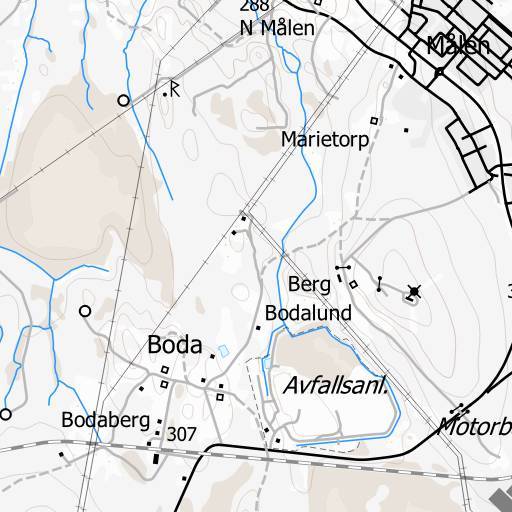 288
N Målen
Målen
Marietorp
Berg
Bodalund
Boda
Avfallsanl.
Bodaberg
307
Motorb